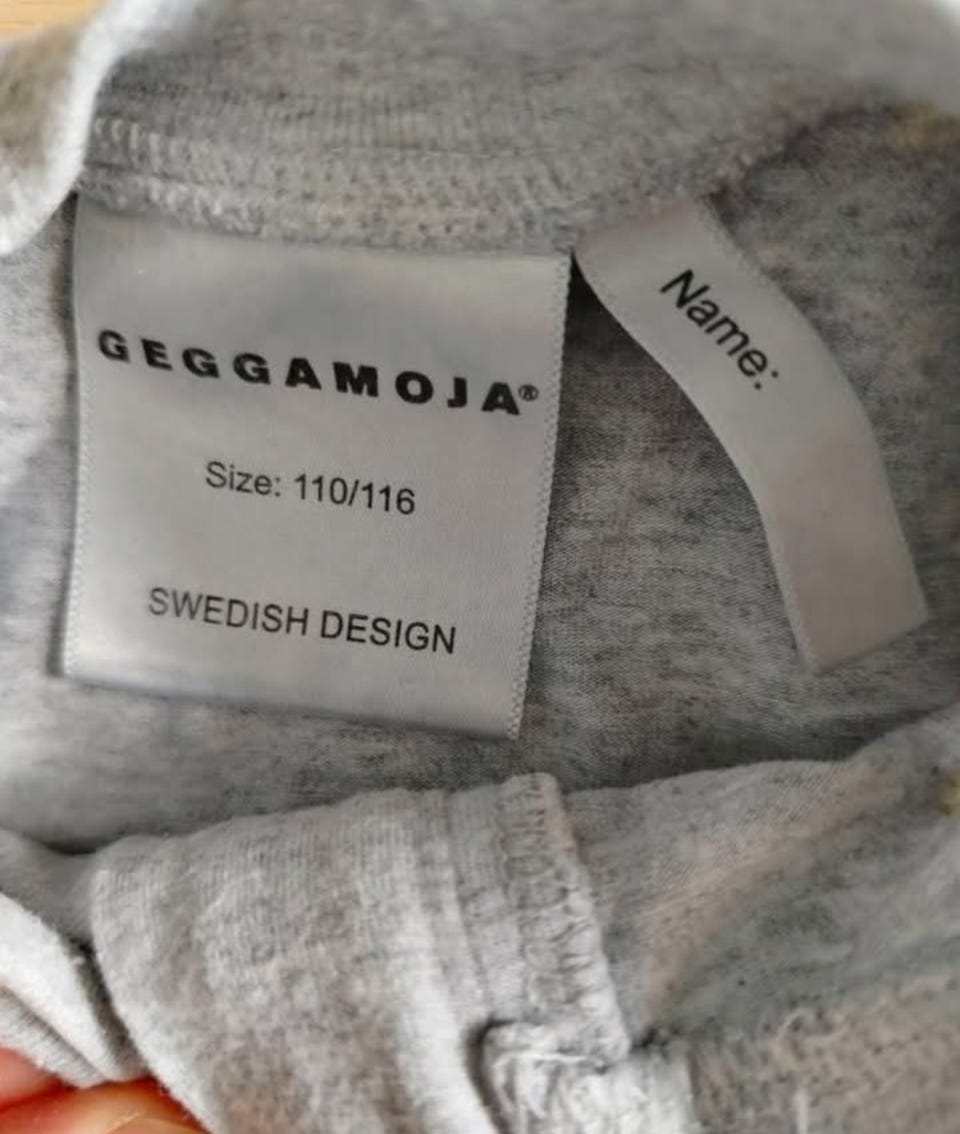 GEGGAMOJA®
Size: 110/116
SWEDISH DESIGN
Name: